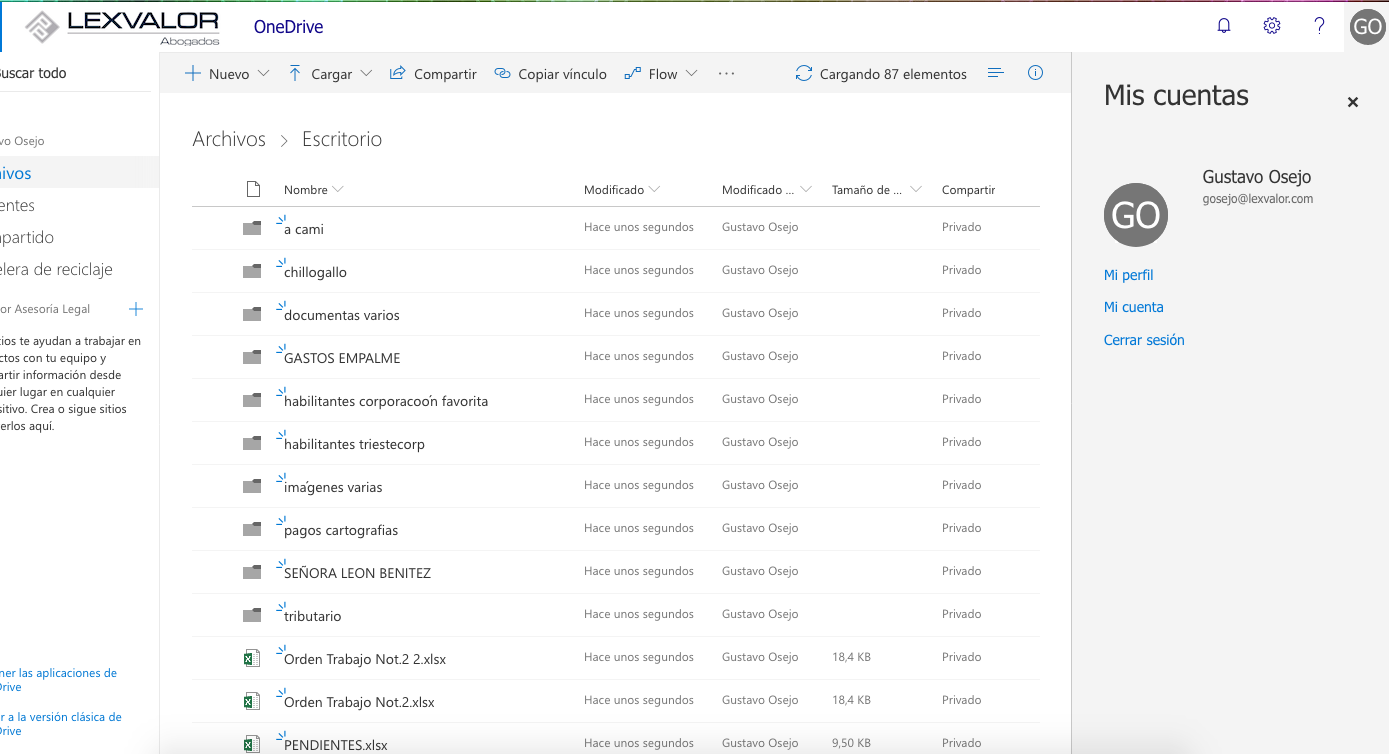 LEXVALOR
Abogados
OneDrive
?
GO
Buscar todo
Nuevo
Cargar
Compartir
Copiar vínculo
Flow
...
Cargando 87 elementos
Mis cuentas
Gustavo Osejo
gosejo@lexvalor.com
GO
Mi perfil
Mi cuenta
Cerrar sesión
vo Osejo
ivos
entes
partido
elera de reciclaje
or Asesoría Legal
ios te ayudan a trabajar en
ctos con tu equipo y
artir información desde
uier lugar en cualquier
sitivo. Crea o sigue sitios
erlos aquí.
ner las aplicaciones de
Drive
r a la versión clásica de
Drive
Archivos > Escritorio
Nombre Modificado Modificado ... Tamaño de ... Compartir
a cami Hace unos segundos Gustavo Osejo Privado
chillogallo Hace unos segundos Gustavo Osejo Privado
documentas varios Hace unos segundos Gustavo Osejo Privado
GASTOS EMPALME Hace unos segundos Gustavo Osejo Privado
habilitantes corporacoón favorita Hace unos segundos Gustavo Osejo Privado
habilitantes triestecorp Hace unos segundos Gustavo Osejo Privado
imágenes varias Hace unos segundos Gustavo Osejo Privado
pagos cartografias Hace unos segundos Gustavo Osejo Privado
SEÑORA LEON BENITEZ Hace unos segundos Gustavo Osejo Privado
tributario Hace unos segundos Gustavo Osejo Privado
Orden Trabajo Not.2 2.xlsx Hace unos segundos Gustavo Osejo 18,4 KB Privado
Orden Trabajo Not.2.xlsx Hace unos segundos Gustavo Osejo 18,4 KB Privado
PENDIENTES.xlsx Hace unos segundos Gustavo Osejo 9,50 KB Privado